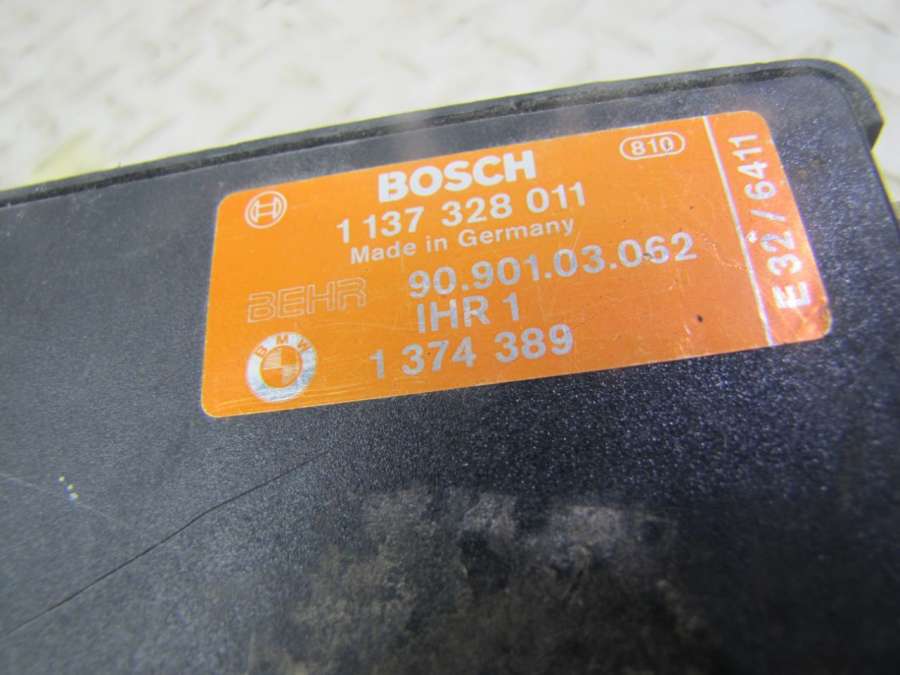 BOSCH
810
1 137 328 011
Made in Germany
BEHR 90.901.03.062
IHR 1
BMW
1 374 389
E 32 / 6411